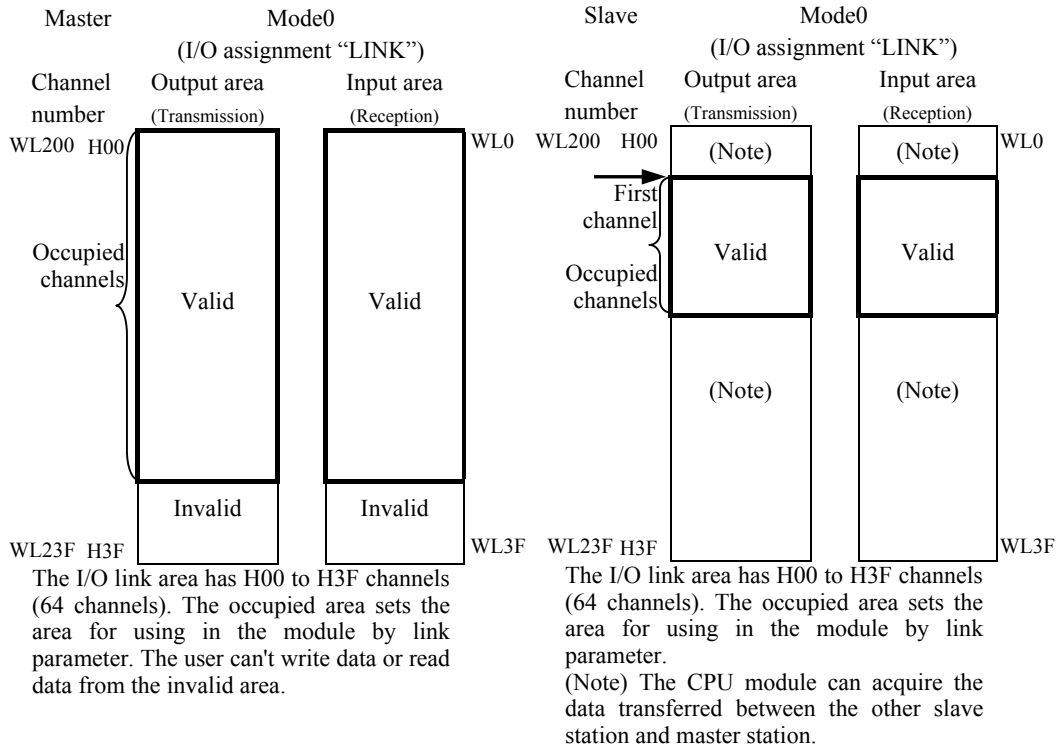 Master Mode0
(I/O assignment “LINK”)
Channel Output area Input area
number (Transmission) (Reception)
WL200 H00 WL0
Occupied
channels
Valid Valid
Invalid Invalid
WL23F H3F WL3F
The I/O link area has H00 to H3F channels
(64 channels). The occupied area sets the
area for using in the module by link
parameter. The user can't write data or read
data from the invalid area.
Slave Mode0
(I/O assignment “LINK”)
Channel Output area Input area
number (Transmission) (Reception)
WL200 H00 (Note) (Note) WL0
First
channel
Valid Valid
Occupied
channels
(Note) (Note)
WL23F H3F WL3F
The I/O link area has H00 to H3F channels
(64 channels). The occupied area sets the
area for using in the module by link
parameter.
(Note) The CPU module can acquire the
data transferred between the other slave
station and master station.